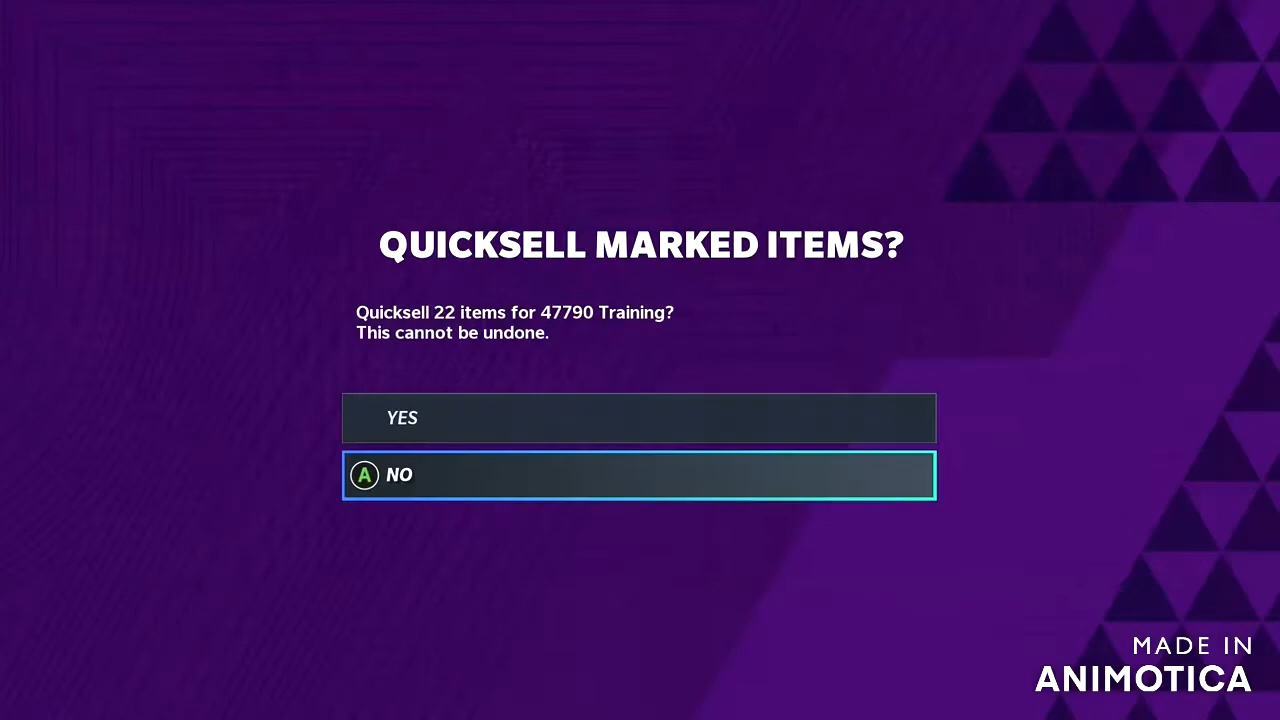 QUICKSELL MARKED ITEMS?
Quicksell 22 items for 47790 Training?
This cannot be undone.
YES
A NO
MADE IN
ANIMOTICA